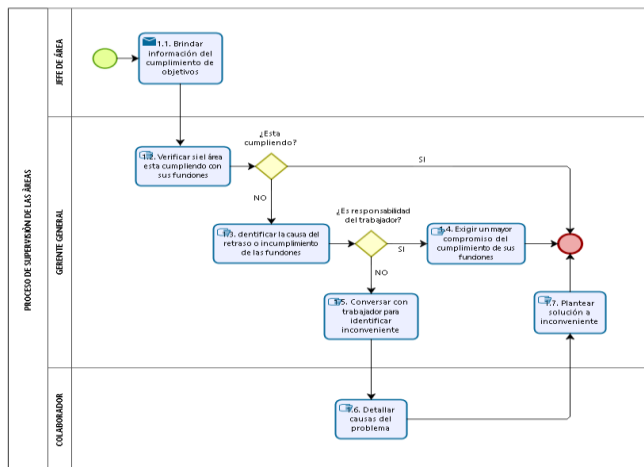 PROCESO DE SUPERVISIÓN DE LAS ÁREAS
JEFE DE ÁREA
1.1. Brindar
información del
cumplimiento de
objetivos
GERENTE GENERAL
1.2. Verificar si el área
esta cumpliendo con
sus funciones
¿Esta
cumpliendo?
SI
NO
1.3. Identificar la causa del
retraso o incumplimiento
de las funciones
¿Es responsabilidad
del trabajador?
SI
1.4. Exigir un mayor
compromiso del
cumplimiento de sus
funciones
NO
1.5. Conversar con
trabajador para
identificar
inconveniente
1.7. Plantear
solución a
inconveniente
COLABORADOR
1.6. Detallar
causas del
problema